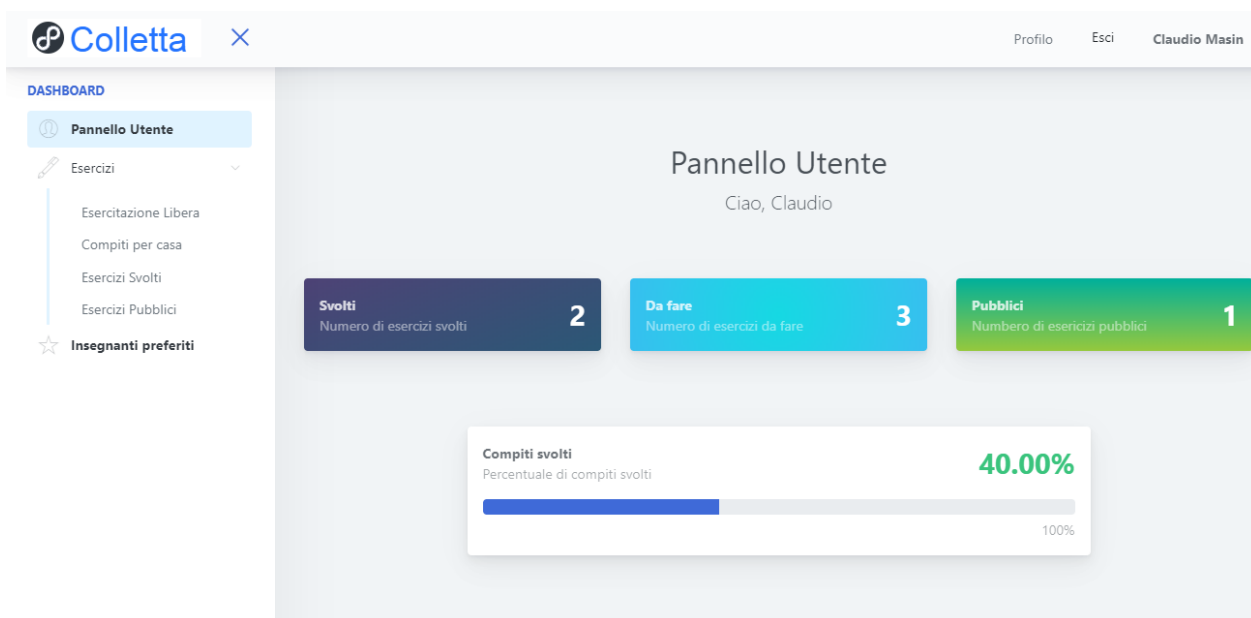 Colletta
Profilo
Esci
Claudio Masin
DASHBOARD
Pannello Utente
Esercizi
Esercitazione Libera
Compiti per casa
Esercizi Svolti
Esercizi Pubblici
Insegnanti preferiti
Pannello Utente
Ciao, Claudio
Svolti
Numero di esercizi svolti
2
Da fare
Numero di esercizi da fare
3
Pubblici
Numbero di esericizi pubblici
1
Compiti svolti
Percentuale di compiti svolti
40.00%
100%